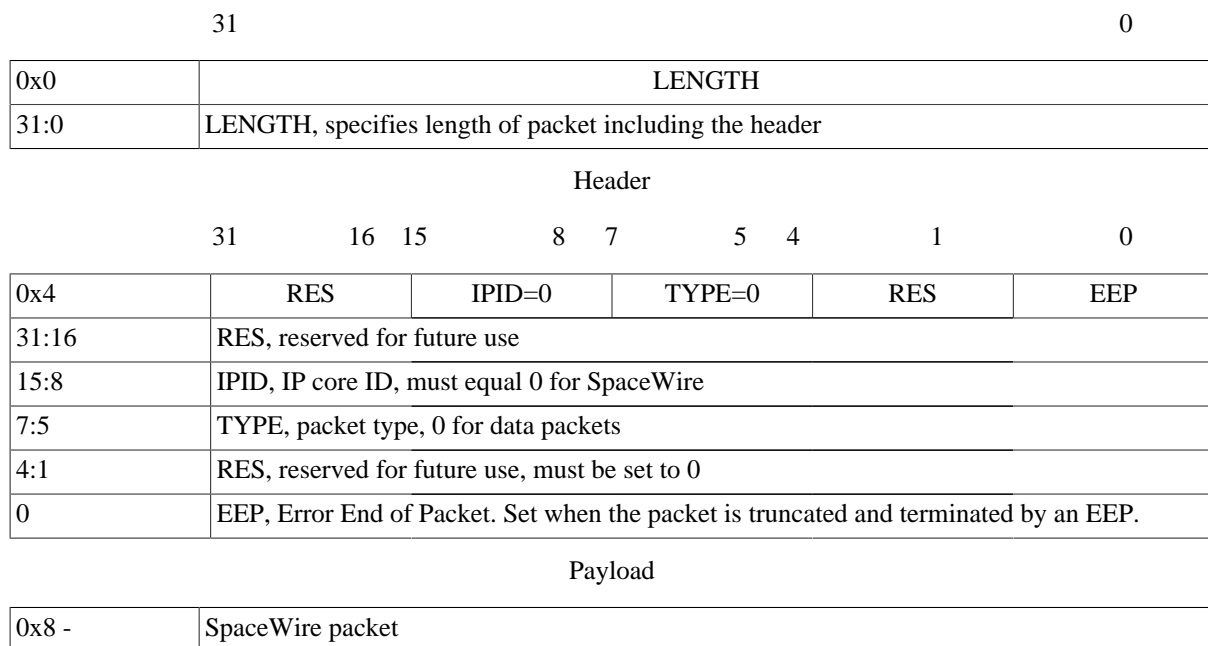 31 0
0x0 LENGTH
31:0 LENGTH, specifies length of packet including the header
Header
31 16 15 8 7 5 4 1 0
0x4 RES IPID=0 TYPE=0 RES EEP
31:16 RES, reserved for future use
15:8 IPID, IP core ID, must equal 0 for SpaceWire
7:5 TYPE, packet type, 0 for data packets
4:1 RES, reserved for future use, must be set to 0
0 EEP, Error End of Packet. Set when the packet is truncated and terminated by an EEP.
Payload
0x8 - SpaceWire packet